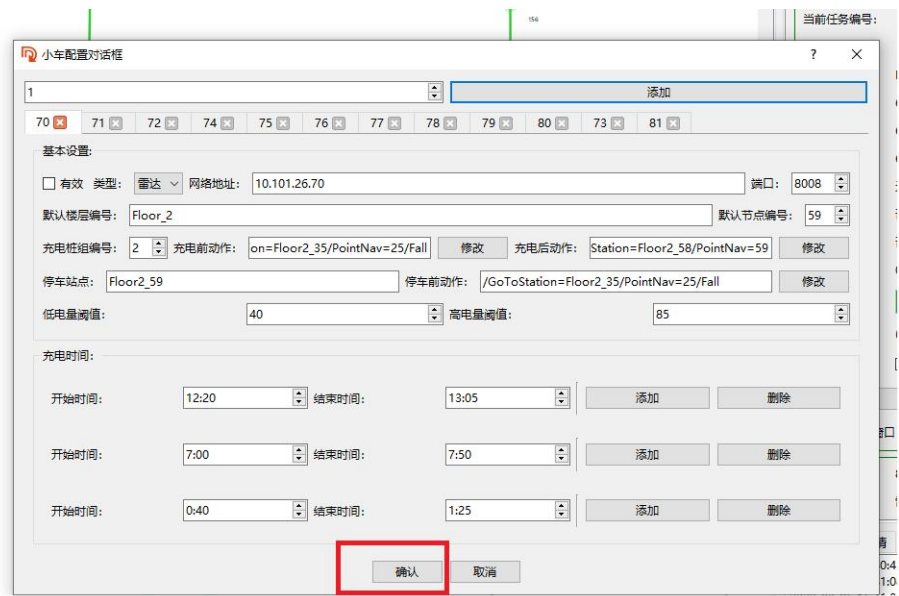 156
当前任务编号:
小车配置对话框 ? ×
1 添加
70 71 72 74 75 76 77 78 79 80 73 81
基本设置:
有效 类型: 雷达 网络地址: 10.101.26.70 端口: 8008
默认楼层编号: Floor_2 默认节点编号: 59
充电桩组编号: 2 充电前动作: on=Floor2_35/PointNav=25/Fall 修改 充电后动作: Station=Floor2_58/PointNav=59 修改
停车站点: Floor2_59 停车前动作: /GoToStation=Floor2_35/PointNav=25/Fall 修改
低电量阈值: 40 高电量阈值: 85
充电时间:
开始时间: 12:20 结束时间: 13:05 添加 删除
开始时间: 7:00 结束时间: 7:50 添加 删除
开始时间: 0:40 结束时间: 1:25 添加 删除
确认 取消